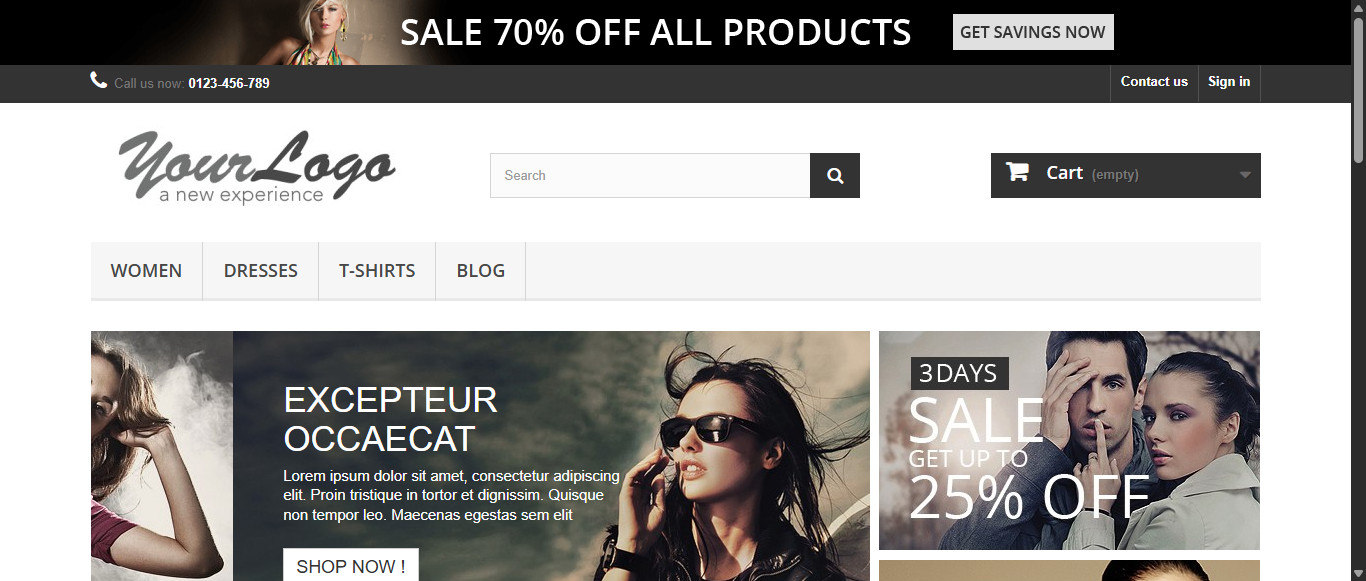 SALE 70% OFF ALL PRODUCTS
GET SAVINGS NOW
Call us now: 0123-456-789
Contact us
Sign in
YourLogo
a new experience
Search
Cart (empty)
WOMEN
DRESSES
T-SHIRTS
BLOG
EXCEPTEUR
OCCAECAT
Lorem ipsum dolor sit amet, consectetur adipiscing
elit. Proin tristique in tortor et dignissim. Quisque
non tempor leo. Maecenas egestas sem elit
SHOP NOW !
3 DAYS
SALE
GET UP TO
25% OFF